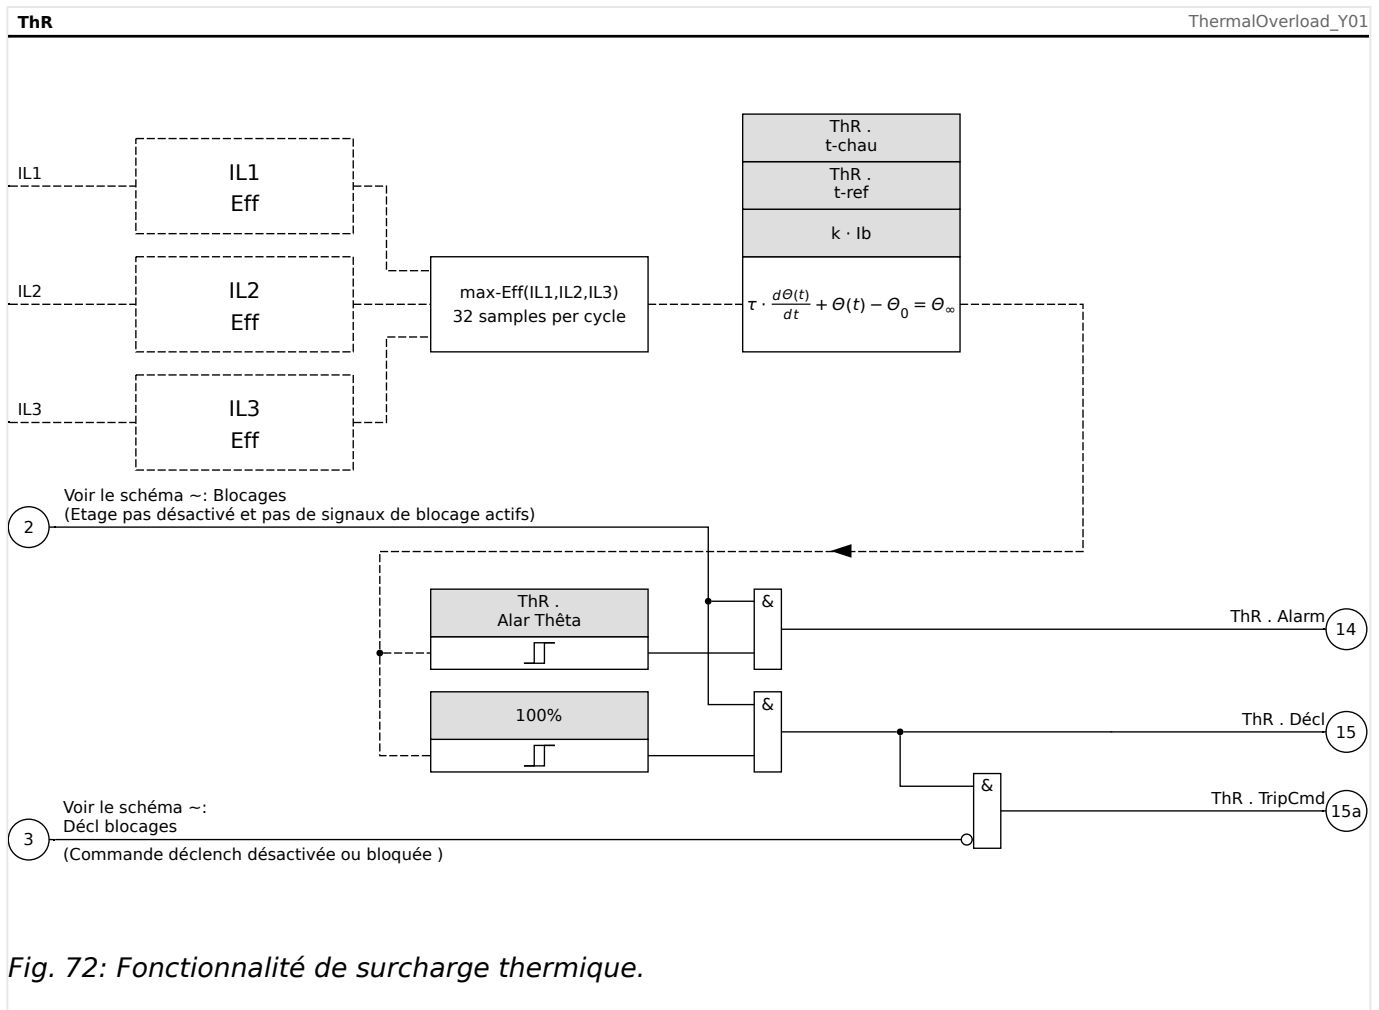 ThR
ThermalOverload_Y01
IL1
IL1
Eff
ThR .
t-chau
ThR .
t-ref
k · Ib
IL2
IL2
Eff
max-Eff(IL1,IL2,IL3)
32 samples per cycle
τ · dΘ(t)/dt + Θ(t) − Θ₀ = Θ∞
IL3
IL3
Eff
Voir le schéma ~: Blocages
(Etage pas désactivé et pas de signaux de blocage actifs)
2
ThR .
Alar Thêta
&
ThR . Alarm
14
100%
&
ThR . Décl
15
&
ThR . TripCmd
15a
Voir le schéma ~:
Décl blocages
3
(Commande déclench désactivée ou bloquée )
Fig. 72: Fonctionnalité de surcharge thermique.